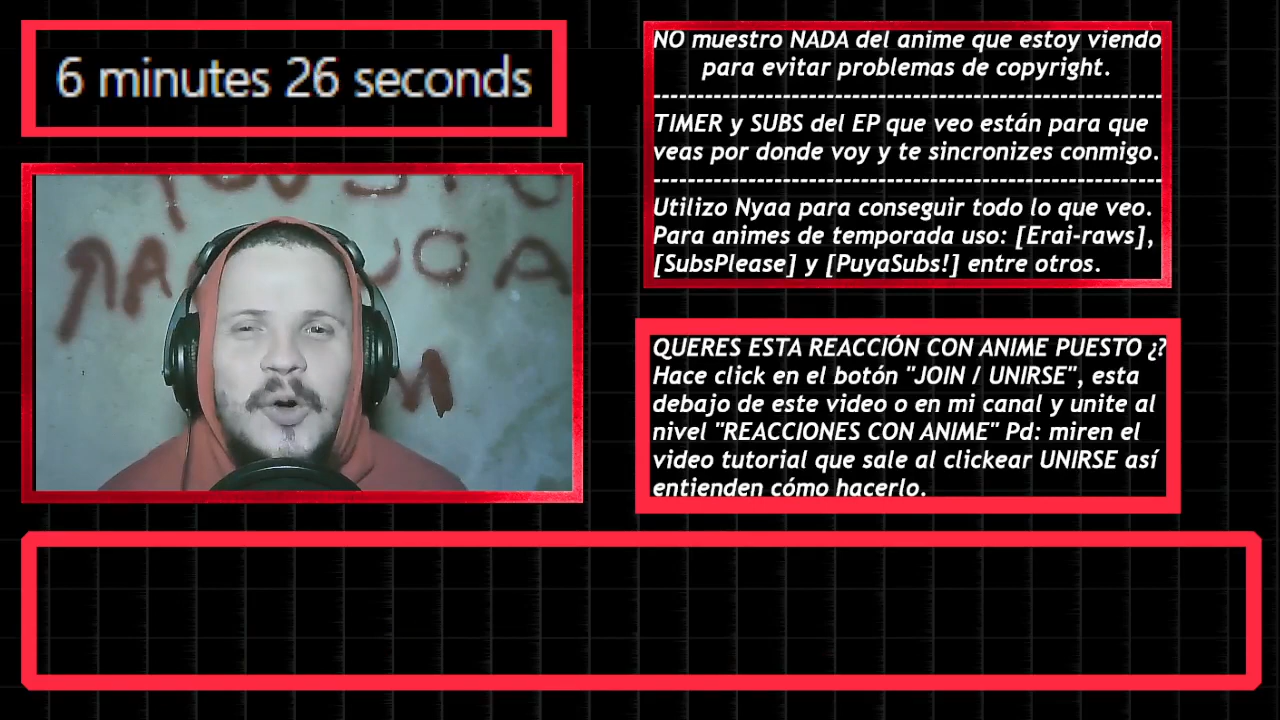 6 minutes 26 seconds
NO muestro NADA del anime que estoy viendo
para evitar problemas de copyright.
------------------------------------------------------------
TIMER y SUBS del EP que veo están para que
veas por donde voy y te sincronizes conmigo.
------------------------------------------------------------
Utilizo Nyaa para conseguir todo lo que veo.
Para animes de temporada uso: [Erai-raws],
[SubsPlease] y [PuyaSubs!] entre otros.
QUERES ESTA REACCIÓN CON ANIME PUESTO ¿?
Hace click en el botón "JOIN / UNIRSE", esta
debajo de este video o en mi canal y unite al
nivel "REACCIONES CON ANIME" Pd: miren el
video tutorial que sale al clickear UNIRSE así
entienden cómo hacerlo.